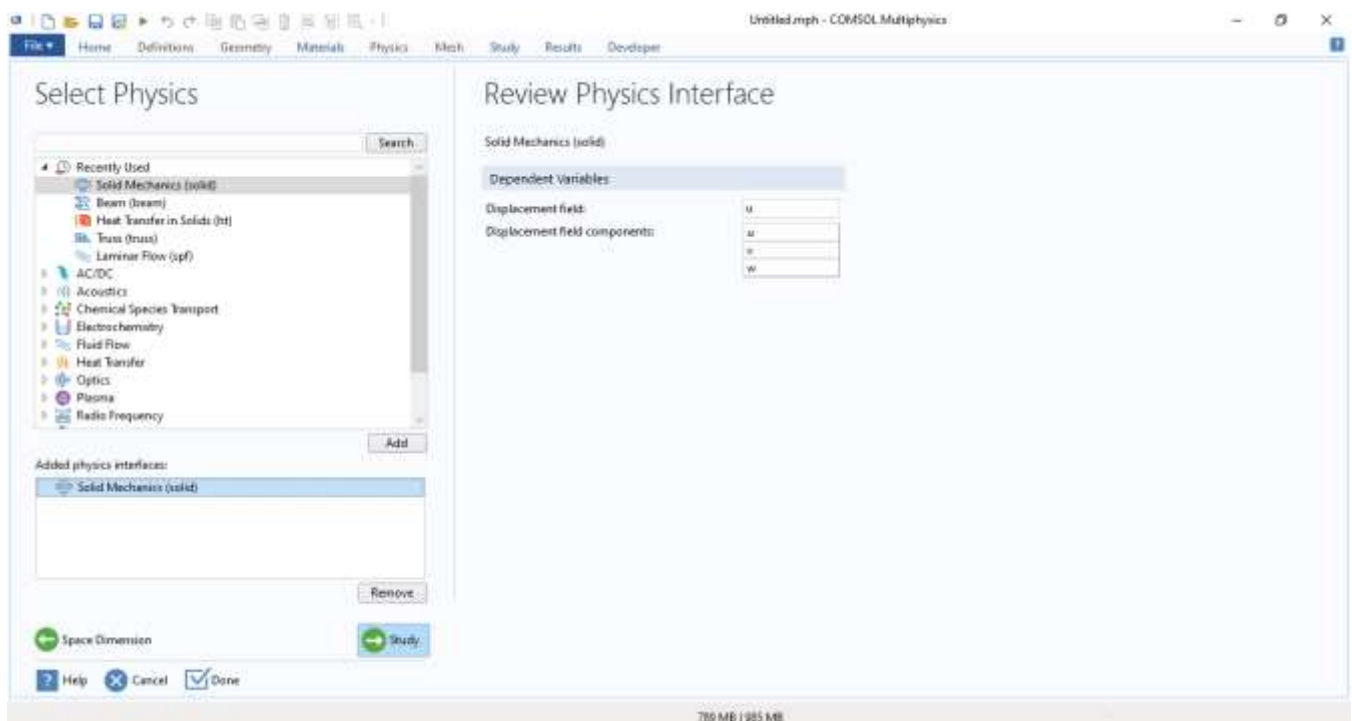 Untitled.mph - COMSOL Multiphysics
File Home Definitions Geometry Materials Physics Mesh Study Results Developer
Select Physics
Search
Recently Used
Solid Mechanics (solid)
Beam (beam)
Heat Transfer in Solids (ht)
Truss (truss)
Laminar Flow (spf)
AC/DC
Acoustics
Chemical Species Transport
Electrochemistry
Fluid Flow
Heat Transfer
Optics
Plasma
Radio Frequency
Add
Added physics interfaces:
Solid Mechanics (solid)
Remove
Space Dimension
Study
Help Cancel Done
Review Physics Interface
Solid Mechanics (solid)
Dependent Variables
Displacement field: u
Displacement field components: u
v
w
789 MB | 985 MB